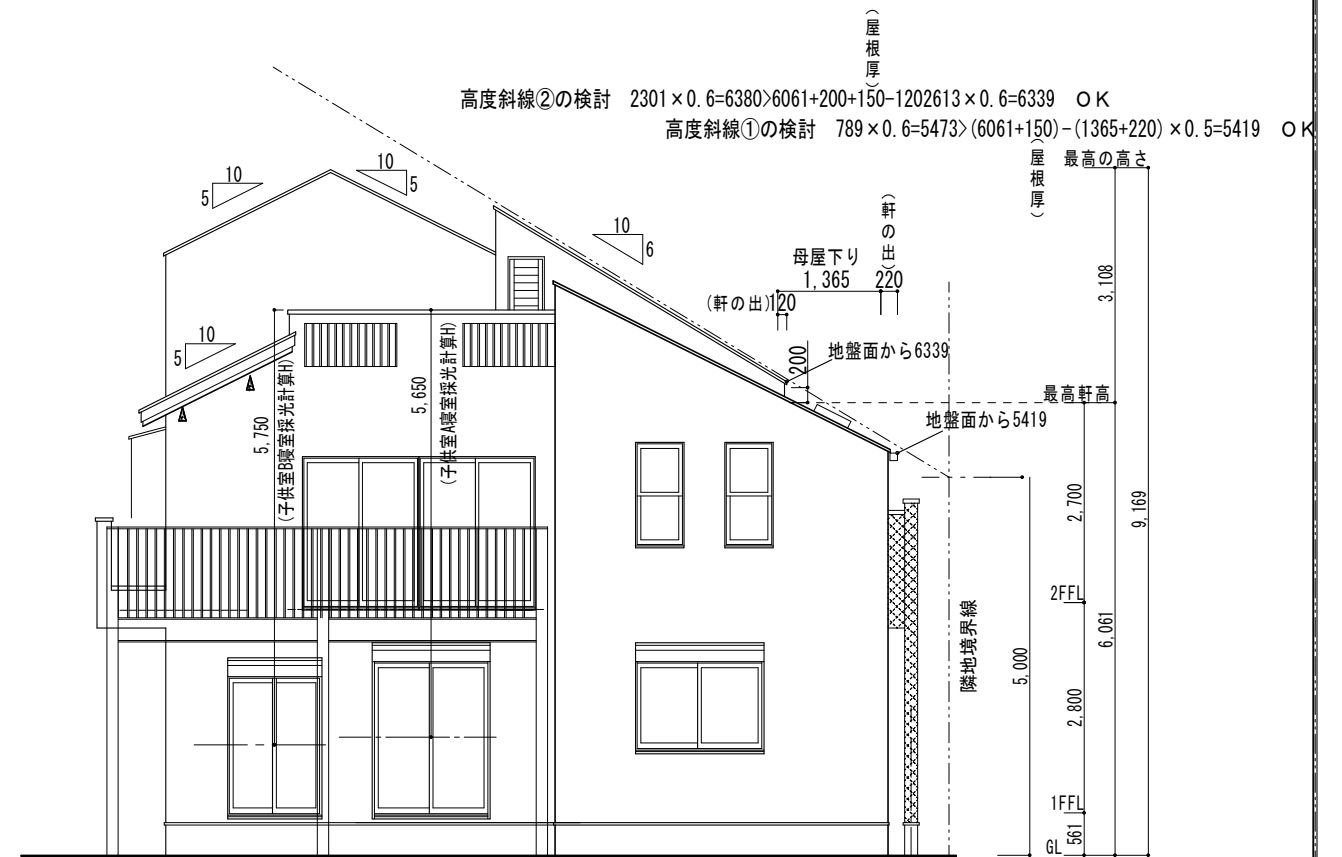 (屋根厚)
高度斜線②の検討 2301×0.6=6380>6061+200+150-1202613×0.6=6339 OK
高度斜線①の検討 789×0.6=5473>(6061+150)-(1365+220)×0.5=5419 OK
(屋根厚)
最高の高さ
10
5
10
5
10
6
(軒の出)
母屋下り
1,365
220
(軒の出)
120
3,108
10
5
200
地盤面から6339
最高軒高
地盤面から5419
5,750
(子供室B寝室採光計算H)
5,650
(子供室A寝室採光計算H)
2,700
9,169
2FFL
6,061
隣地境界線
5,000
2,800
1FFL
561
GL